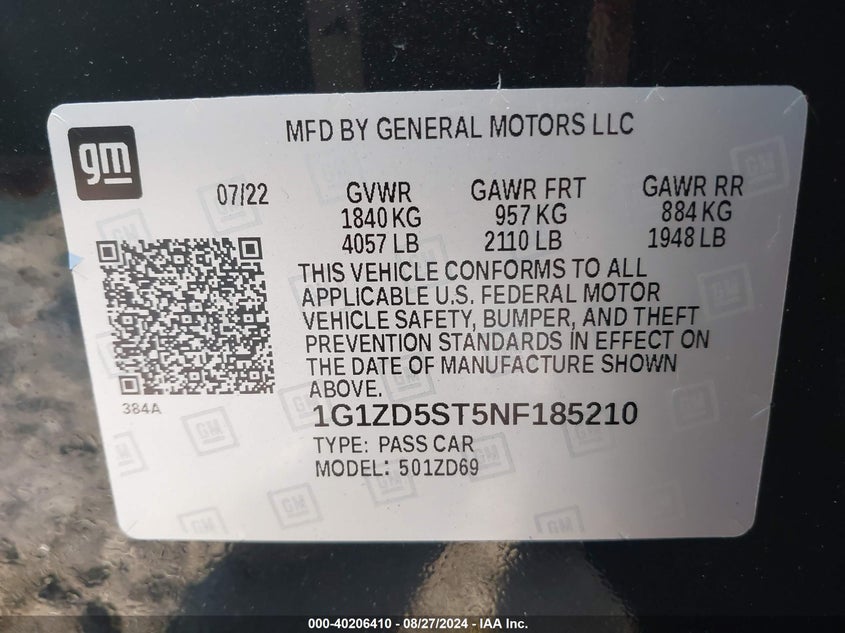 MFD BY GENERAL MOTORS LLC
gm
07/22 GVWR GAWR FRT GAWR RR
1840 KG 957 KG 884 KG
4057 LB 2110 LB 1948 LB
THIS VEHICLE CONFORMS TO ALL
APPLICABLE U.S. FEDERAL MOTOR
VEHICLE SAFETY, BUMPER, AND THEFT
PREVENTION STANDARDS IN EFFECT ON
THE DATE OF MANUFACTURE SHOWN
ABOVE.
384A
1G1ZD5ST5NF185210
TYPE: PASS CAR
MODEL: 501ZD69
000-40206410 - 08/27/2024 - IAA Inc.